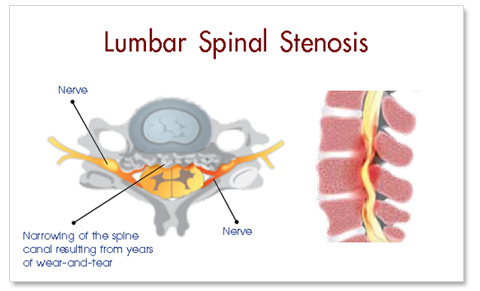 Lumbar Spinal Stenosis
Nerve
Narrowing of the spine
canal resulting from years
of wear-and-tear
Nerve